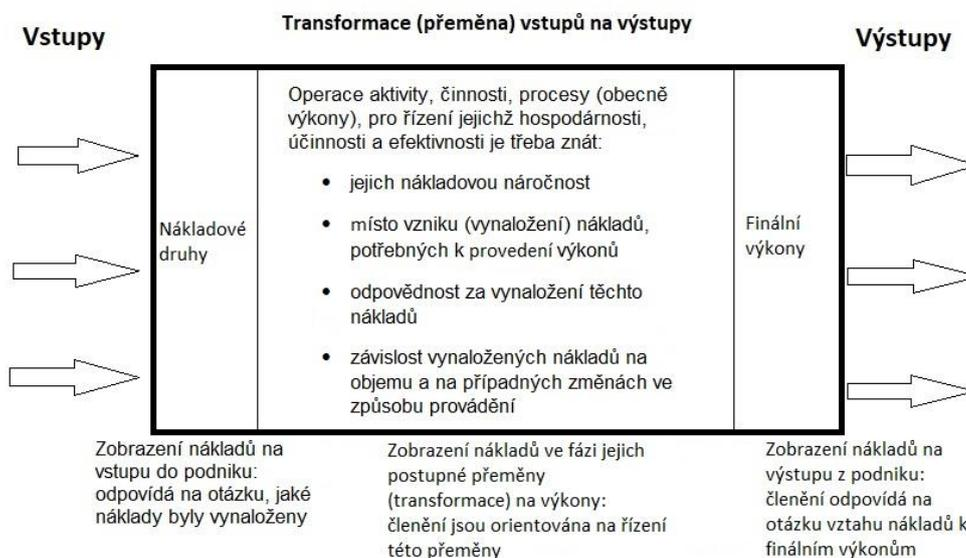 Transformace (přeměna) vstupů na výstupy
Vstupy
Výstupy
Nákladové
druhy
Operace aktivity, činnosti, procesy (obecně
výkony), pro řízení jejichž hospodárnosti,
účinnosti a efektivnosti je třeba znát:
• jejich nákladovou náročnost
• místo vzniku (vynaložení) nákladů,
potřebných k provedení výkonů
• odpovědnost za vynaložení těchto
nákladů
• závislost vynaložených nákladů na
objemu a na případných změnách ve
způsobu provádění
Finální
výkony
Zobrazení nákladů na
vstupu do podniku:
odpovídá na otázku, jaké
náklady byly vynaloženy
Zobrazení nákladů ve fázi jejich
postupné přeměny
(transformace) na výkony:
členění jsou orientována na řízení
této přeměny
Zobrazení nákladů na
výstupu z podniku:
členění odpovídá na
otázku vztahu nákladů k
finálním výkonům